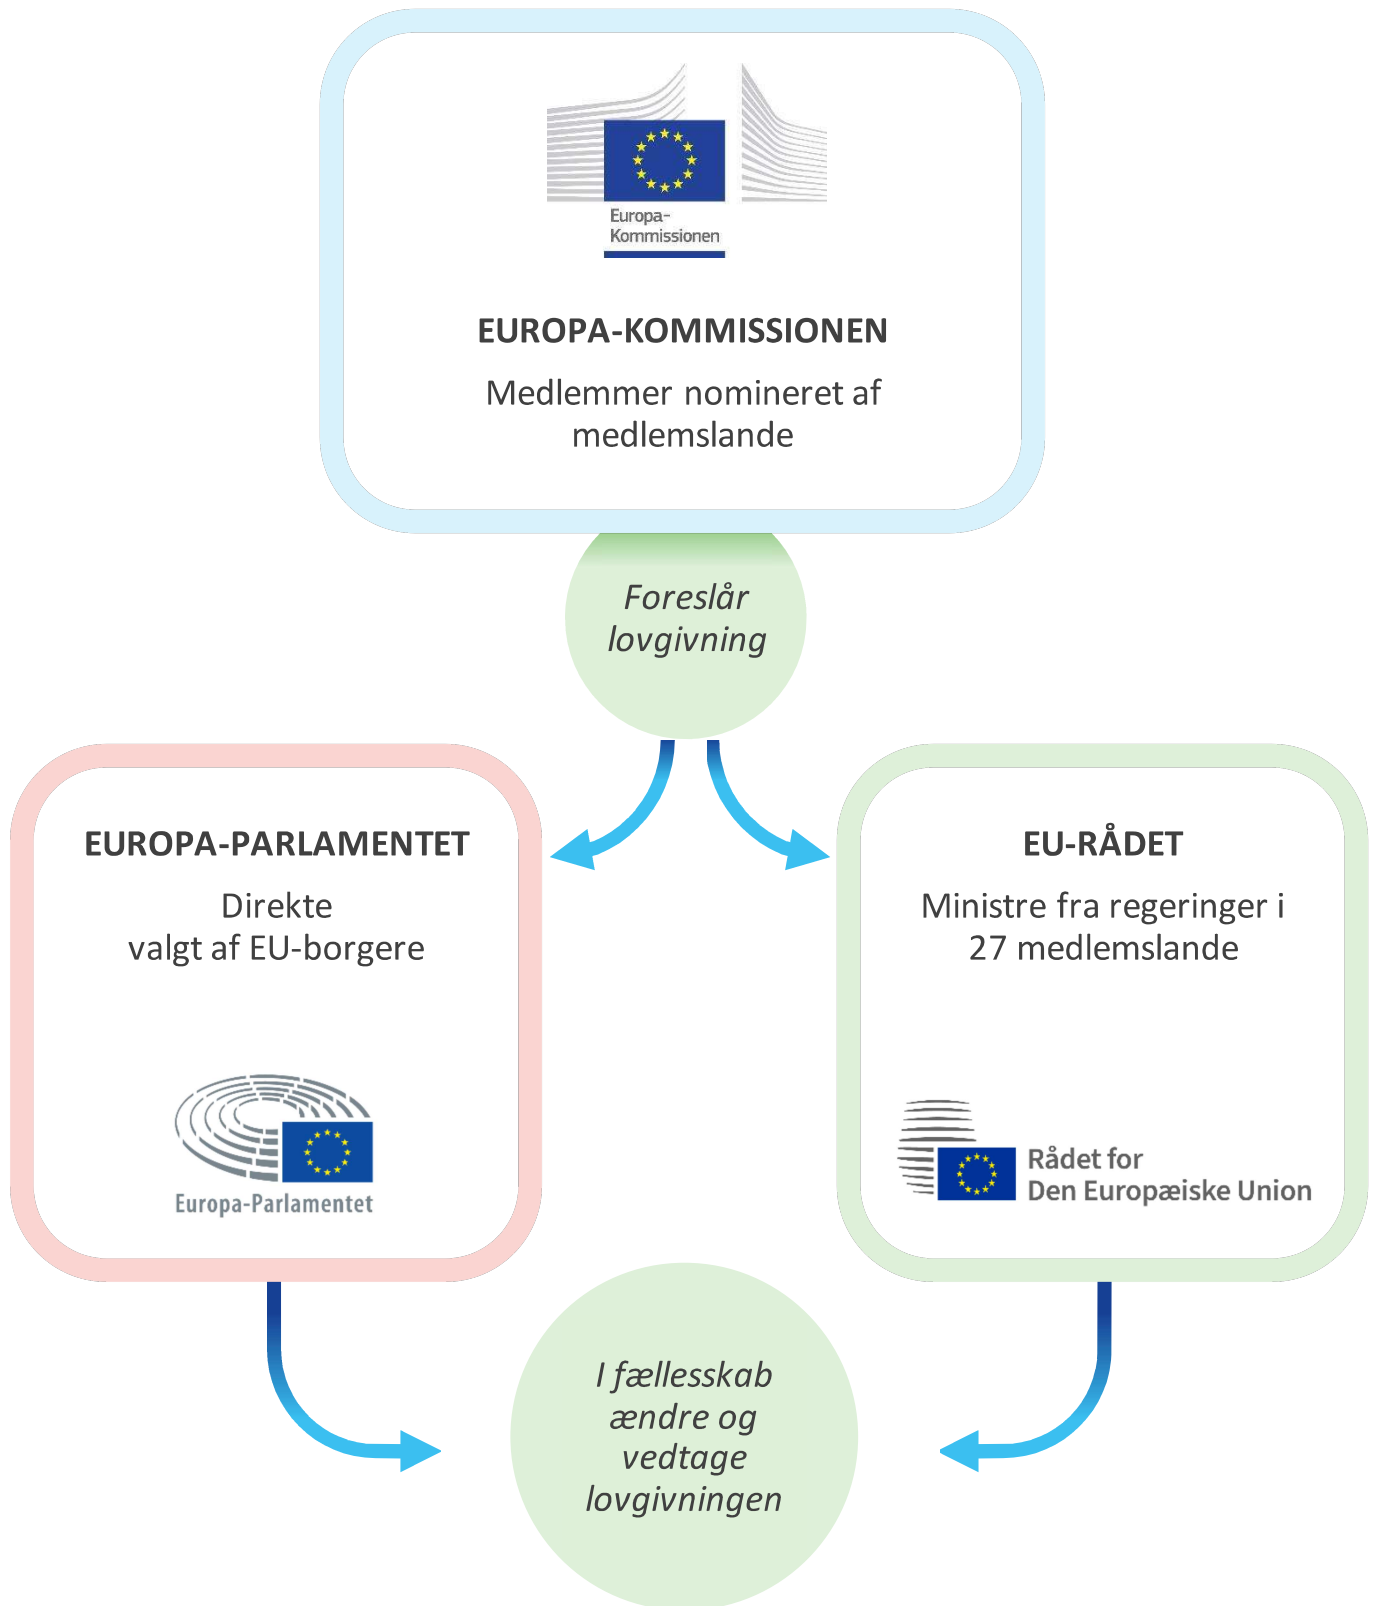 Europa-
Kommissionen
EUROPA-KOMMISSIONEN
Medlemmer nomineret af
medlemslande
Foreslår
lovgivning
EUROPA-PARLAMENTET
Direkte
valgt af EU-borgere
Europa-Parlamentet
EU-RÅDET
Ministre fra regeringer i
27 medlemslande
Rådet for
Den Europæiske Union
I fællesskab
ændre og
vedtage
lovgivningen